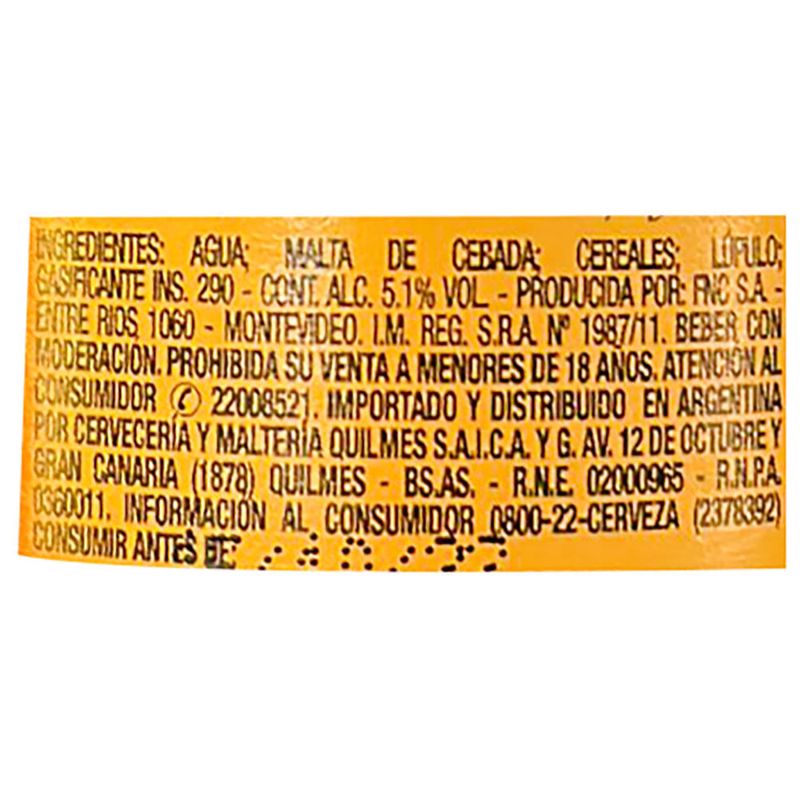 INGREDIENTES: AGUA; MALTA DE CEBADA; CEREALES; LÚPULO;
GASIFICANTE INS. 290 - CONT. ALC. 5.1% VOL. - PRODUCIDA POR: FNC S.A. -
ENTRE RIOS, 1060 - MONTEVIDEO. I.M. REG. S.R.A. Nº 1987/11. BEBER CON
MODERACIÓN. PROHIBIDA SU VENTA A MENORES DE 18 AÑOS. ATENCIÓN AL
CONSUMIDOR ✆ 22008521. IMPORTADO Y DISTRIBUIDO EN ARGENTINA
POR CERVECERÍA Y MALTERÍA QUILMES S.A.I.C.A. Y G. AV. 12 DE OCTUBRE Y
GRAN CANARIA (1878) QUILMES - BS.AS. - R.N.E. 02000965 - R.N.P.A.
0360011. INFORMACIÓN AL CONSUMIDOR 0800-22-CERVEZA (2378392)
CONSUMIR ANTES DE: